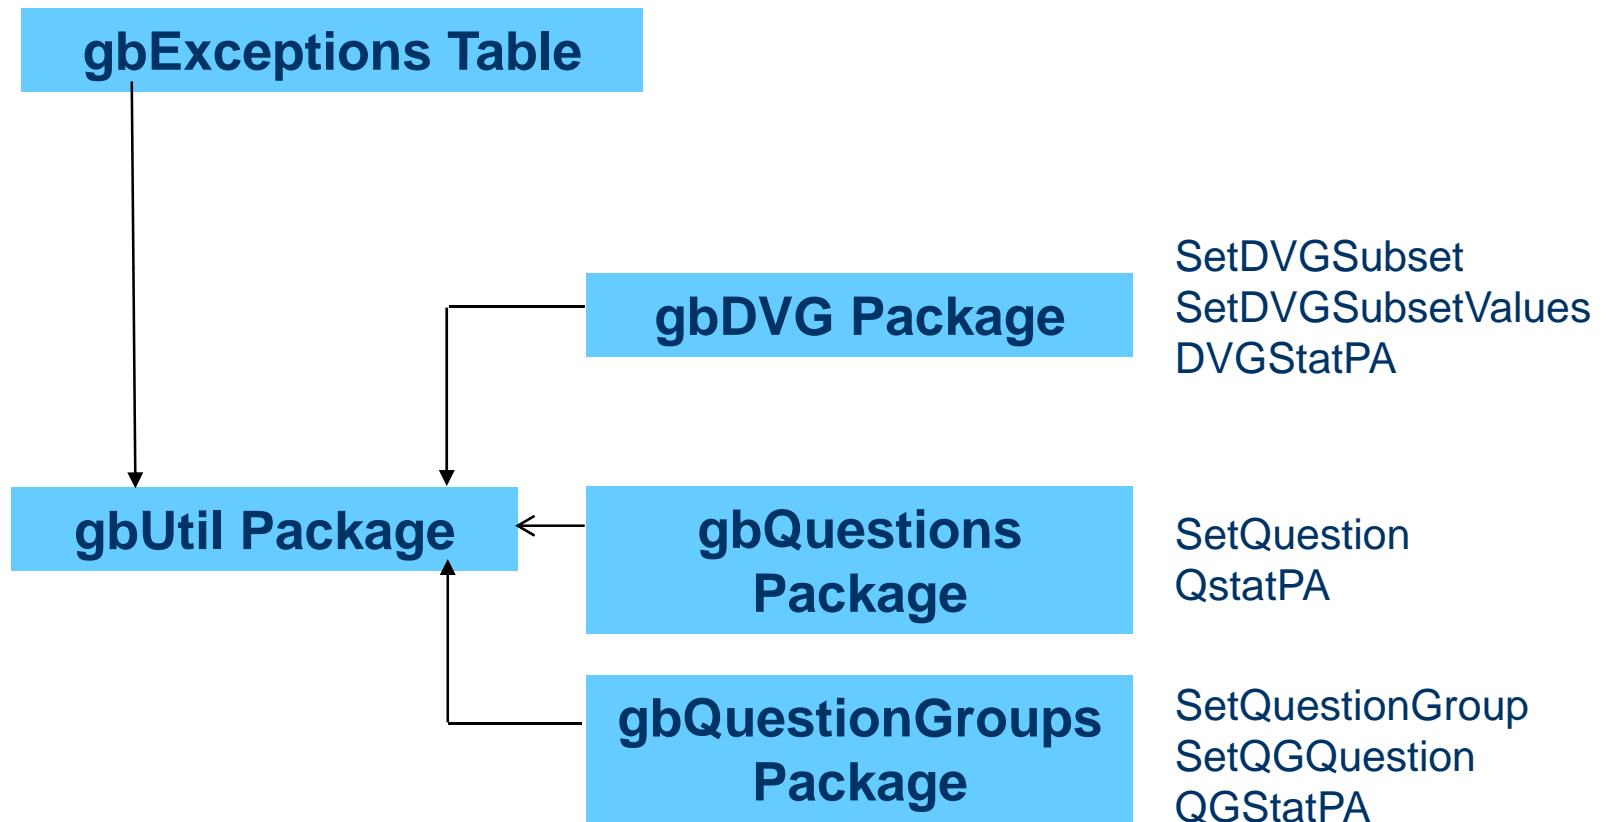 gbExceptions Table
gbDVG Package
SetDVGSubset
SetDVGSubsetValues
DVGStatPA
gbUtil Package
gbQuestions
Package
SetQuestion
QstatPA
gbQuestionGroups
Package
SetQuestionGroup
SetQGQuestion
QGStatPA